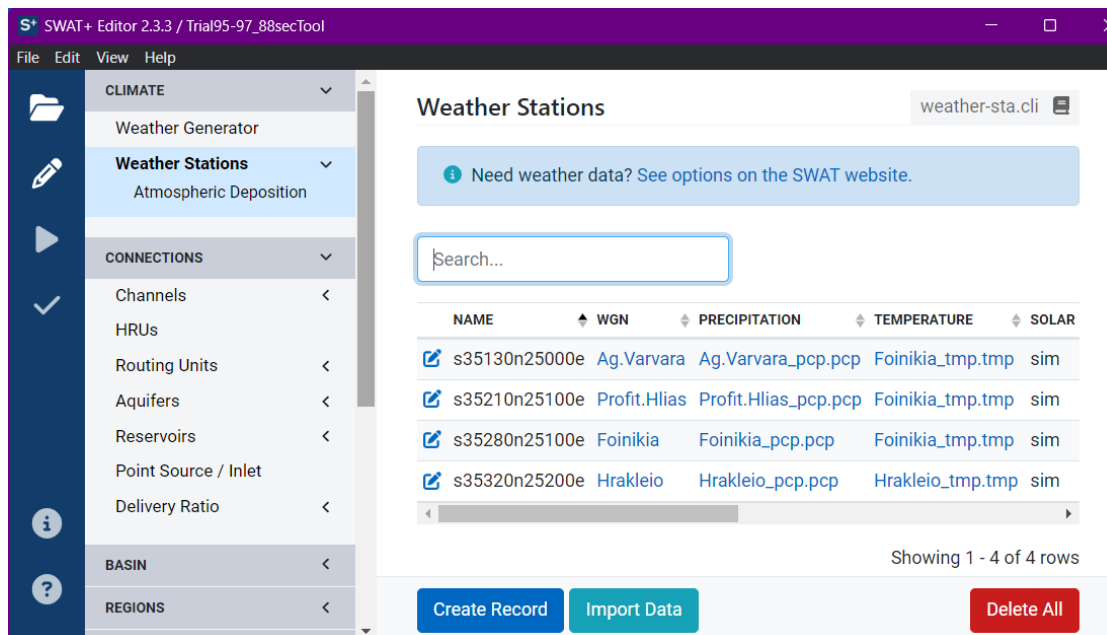 S+ SWAT+ Editor 2.3.3 / Trial95-97_88secTool
File Edit View Help
CLIMATE
Weather Generator
Weather Stations
Atmospheric Deposition
CONNECTIONS
Channels
HRUs
Routing Units
Aquifers
Reservoirs
Point Source / Inlet
Delivery Ratio
BASIN
REGIONS
Weather Stations
weather-sta.cli
Need weather data? See options on the SWAT website.
Search...
NAME WGN PRECIPITATION TEMPERATURE SOLAR
s35130n25000e Ag.Varvara Ag.Varvara_pcp.pcp Foinikia_tmp.tmp sim
s35210n25100e Profit.Hlias Profit.Hlias_pcp.pcp Foinikia_tmp.tmp sim
s35280n25100e Foinikia Foinikia_pcp.pcp Foinikia_tmp.tmp sim
s35320n25200e Hrakleio Hrakleio_pcp.pcp Hrakleio_tmp.tmp sim
Showing 1 - 4 of 4 rows
Create Record Import Data Delete All